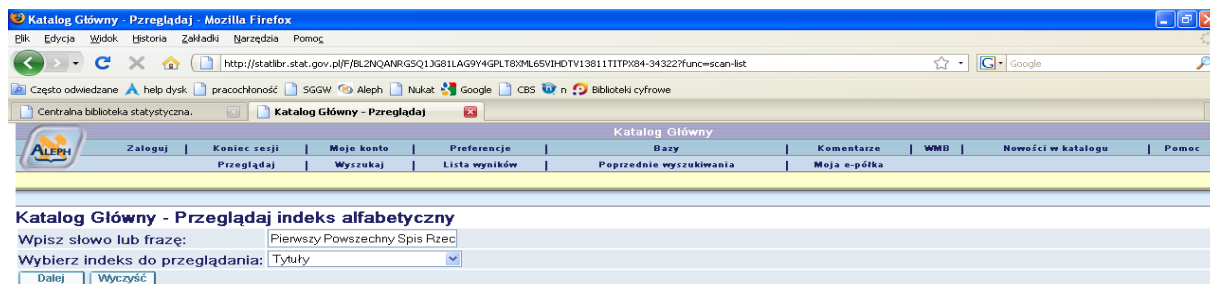 Katalog Główny - Pzreglądaj - Mozilla Firefox
Plik Edycja Widok Historia Zakładki Narzędzia Pomoc
http://statlibr.stat.gov.pl/F/BL2NQANRGSQ1JG81LAG9Y4GPLT8XML65VIHDTV13811TITPX84-34322?func=scan-list
Google
Często odwiedzane help dysk pracochłoność SGGW Aleph Nukat Google CBS n Biblioteki cyfrowe
Centralna biblioteka statystyczna. Katalog Główny - Pzreglądaj
Katalog Główny
ALEPH Zaloguj | Koniec sesji | Moje konto | Preferencje | Bazy | Komentarze | WMB | Nowości w katalogu | Pomoc
Przeglądaj | Wyszukaj | Lista wyników | Poprzednie wyszukiwania | Moja e-półka
Katalog Główny - Przeglądaj indeks alfabetyczny
Wpisz słowo lub frazę: Pierwszy Powszechny Spis Rzec
Wybierz indeks do przeglądania: Tytuły
Dalej Wyczyść